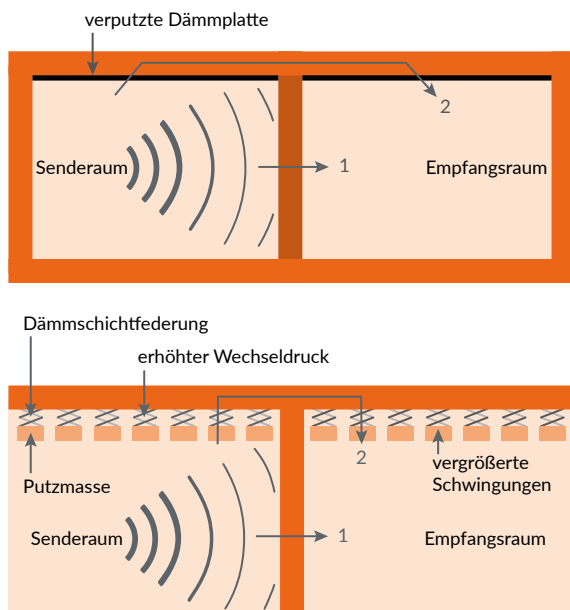 verputzte Dämmplatte
2
Senderaum
1
Empfangsraum
Dämmschichtfederung
erhöhter Wechseldruck
2
Putzmasse
vergrößerte
Schwingungen
Senderaum
1
Empfangsraum